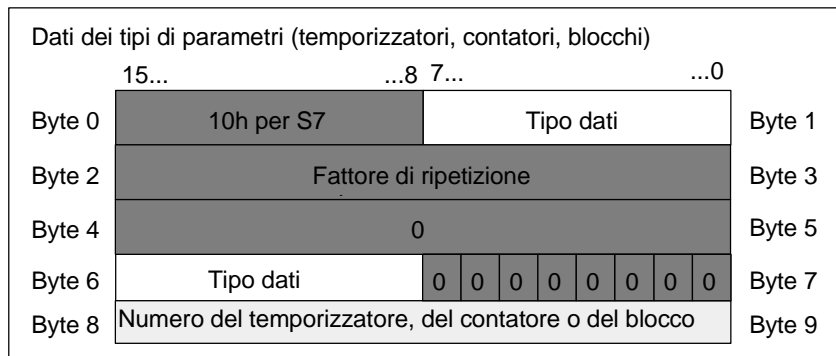 Dati dei tipi di parametri (temporizzatori, contatori, blocchi)
15... ...8 7... ...0
Byte 0 10h per S7 Tipo dati Byte 1
Byte 2 Fattore di ripetizione Byte 3
Byte 4 0 Byte 5
Byte 6 Tipo dati 0 0 0 0 0 0 0 0 Byte 7
Byte 8 Numero del temporizzatore, del contatore o del blocco Byte 9